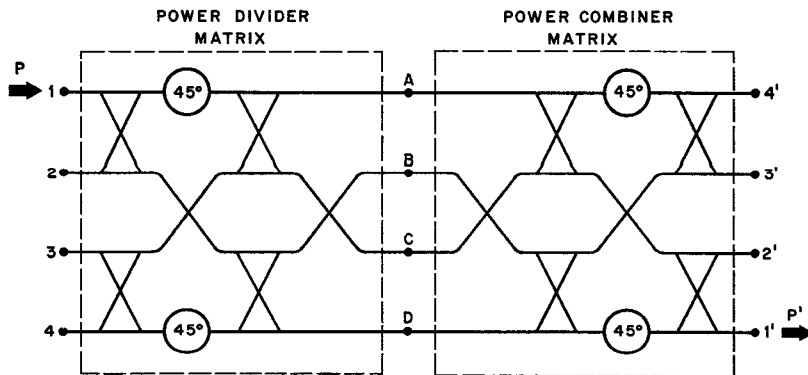 POWER DIVIDER
MATRIX
POWER COMBINER
MATRIX
P
1
45°
A
45°
4'
2
B
3'
3
C
2'
4
45°
D
45°
1'
P'